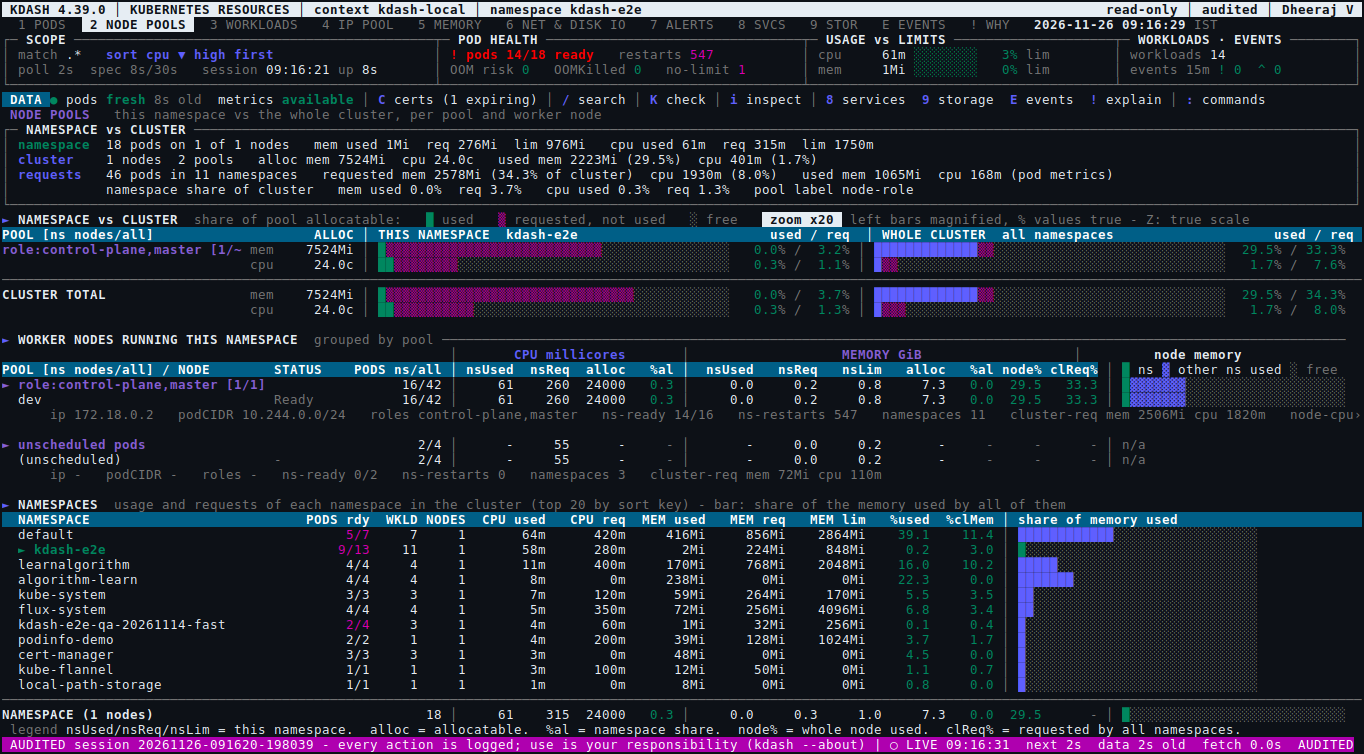 KDASH 4.39.0 │ KUBERNETES RESOURCES│ context kdash-local │ namespace kdash-e2e read-only │ audited │ Dheeraj V
1 PODS 2 NODE POOLS 3 WORKLOADS 4 IP POOL 5 MEMORY 6 NET & DISK IO 7 ALERTS 8 SVCS 9 STOR E EVENTS ! WHY 2026-11-26 09:16:29 IST
SCOPE POD HEALTH USAGE vs LIMITS WORKLOADS · EVENTS
match .* sort cpu ▼ high first ! pods 14/18 ready restarts 547 cpu 61m 3% lim workloads 14
poll 2s spec 8s/30s session 09:16:21 up 8s OOM risk 0 OOMKilled 0 no-limit 1 mem 1Mi 0% lim events 15m ! 0 ^ 0
DATA ● pods fresh 8s old metrics available │ C certs (1 expiring) │ / search │ K check │ i inspect │ 8 services 9 storage E events ! explain │ : commands
NODE POOLS this namespace vs the whole cluster, per pool and worker node
NAMESPACE vs CLUSTER
namespace 18 pods on 1 of 1 nodes mem used 1Mi req 276Mi lim 976Mi cpu used 61m req 315m lim 1750m
cluster 1 nodes 2 pools alloc mem 7524Mi cpu 24.0c used mem 2223Mi (29.5%) cpu 401m (1.7%)
requests 46 pods in 11 namespaces requested mem 2578Mi (34.3% of cluster) cpu 1930m (8.0%) used mem 1065Mi cpu 168m (pod metrics)
namespace share of cluster mem used 0.0% req 3.7% cpu used 0.3% req 1.3% pool label node-role
► NAMESPACE vs CLUSTER share of pool allocatable: used requested, not used free zoom x20 left bars magnified, % values true - Z: true scale
POOL [ns nodes/all] ALLOC │ THIS NAMESPACE kdash-e2e used / req │ WHOLE CLUSTER all namespaces used / req
role:control-plane,master [1/~ mem 7524Mi │ 0.0% / 3.2% │ 29.5% / 33.3%
cpu 24.0c │ 0.3% / 1.1% │ 1.7% / 7.6%
CLUSTER TOTAL mem 7524Mi │ 0.0% / 3.7% │ 29.5% / 34.3%
cpu 24.0c │ 0.3% / 1.3% │ 1.7% / 8.0%
► WORKER NODES RUNNING THIS NAMESPACE grouped by pool
│ CPU millicores │ MEMORY GiB │ node memory
POOL [ns nodes/all] / NODE STATUS PODS ns/all │ nsUsed nsReq alloc %al │ nsUsed nsReq nsLim alloc %al node% clReq% │ ns other ns used free
► role:control-plane,master [1/1] 16/42 │ 61 260 24000 0.3 │ 0.0 0.2 0.8 7.3 0.0 29.5 33.3 │
dev Ready 16/42 │ 61 260 24000 0.3 │ 0.0 0.2 0.8 7.3 0.0 29.5 33.3 │
ip 172.18.0.2 podCIDR 10.244.0.0/24 roles control-plane,master ns-ready 14/16 ns-restarts 547 namespaces 11 cluster-req mem 2506Mi cpu 1820m node-cpu›
► unscheduled pods 2/4 │ - 55 - - │ - 0.0 0.2 - - - - │ n/a
(unscheduled) - 2/4 │ - 55 - - │ - 0.0 0.2 - - - - │ n/a
ip - podCIDR - roles - ns-ready 0/2 ns-restarts 0 namespaces 3 cluster-req mem 72Mi cpu 110m
► NAMESPACES usage and requests of each namespace in the cluster (top 20 by sort key) - bar: share of the memory used by all of them
NAMESPACE PODS rdy WKLD NODES CPU used CPU req MEM used MEM req MEM lim %used %clMem │ share of memory used
default 5/7 7 1 64m 420m 416Mi 856Mi 2864Mi 39.1 11.4 │
► kdash-e2e 9/13 11 1 58m 280m 2Mi 224Mi 848Mi 0.2 3.0 │
learnalgorithm 4/4 4 1 11m 400m 170Mi 768Mi 2048Mi 16.0 10.2 │
algorithm-learn 4/4 4 1 8m 0m 238Mi 0Mi 0Mi 22.3 0.0 │
kube-system 3/3 3 1 7m 120m 59Mi 264Mi 170Mi 5.5 3.5 │
flux-system 4/4 4 1 5m 350m 72Mi 256Mi 4096Mi 6.8 3.4 │
kdash-e2e-qa-20261114-fast 2/4 3 1 4m 60m 1Mi 32Mi 256Mi 0.1 0.4 │
podinfo-demo 2/2 1 1 4m 200m 39Mi 128Mi 1024Mi 3.7 1.7 │
cert-manager 3/3 3 1 3m 0m 48Mi 0Mi 0Mi 4.5 0.0 │
kube-flannel 1/1 1 1 3m 100m 12Mi 50Mi 0Mi 1.1 0.7 │
local-path-storage 1/1 1 1 1m 0m 8Mi 0Mi 0Mi 0.8 0.0 │
NAMESPACE (1 nodes) 18 │ 61 315 24000 0.3 │ 0.0 0.3 1.0 7.3 0.0 29.5 - │
legend nsUsed/nsReq/nsLim = this namespace. alloc = allocatable. %al = namespace share. node% = whole node used. clReq% = requested by all namespaces.
AUDITED session 20261126-091620-198039 - every action is logged; use is your responsibility (kdash --about) │ ○ LIVE 09:16:31 next 2s data 2s old fetch 0.0s AUDITED